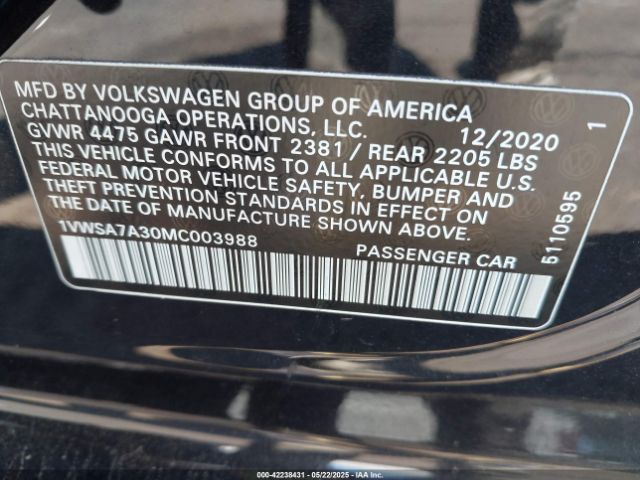 MFD BY VOLKSWAGEN GROUP OF AMERICA
CHATTANOOGA OPERATIONS, LLC. 12/2020 1
GVWR 4475 GAWR FRONT 2381 / REAR 2205 LBS
THIS VEHICLE CONFORMS TO ALL APPLICABLE U.S.
FEDERAL MOTOR VEHICLE SAFETY, BUMPER AND
THEFT PREVENTION STANDARDS IN EFFECT ON
THE DATE OF MANUFACTURE SHOWN ABOVE.
1VWSA7A30MC003988
PASSENGER CAR
5110595
000-42238431 - 05/22/2025 - IAA Inc.